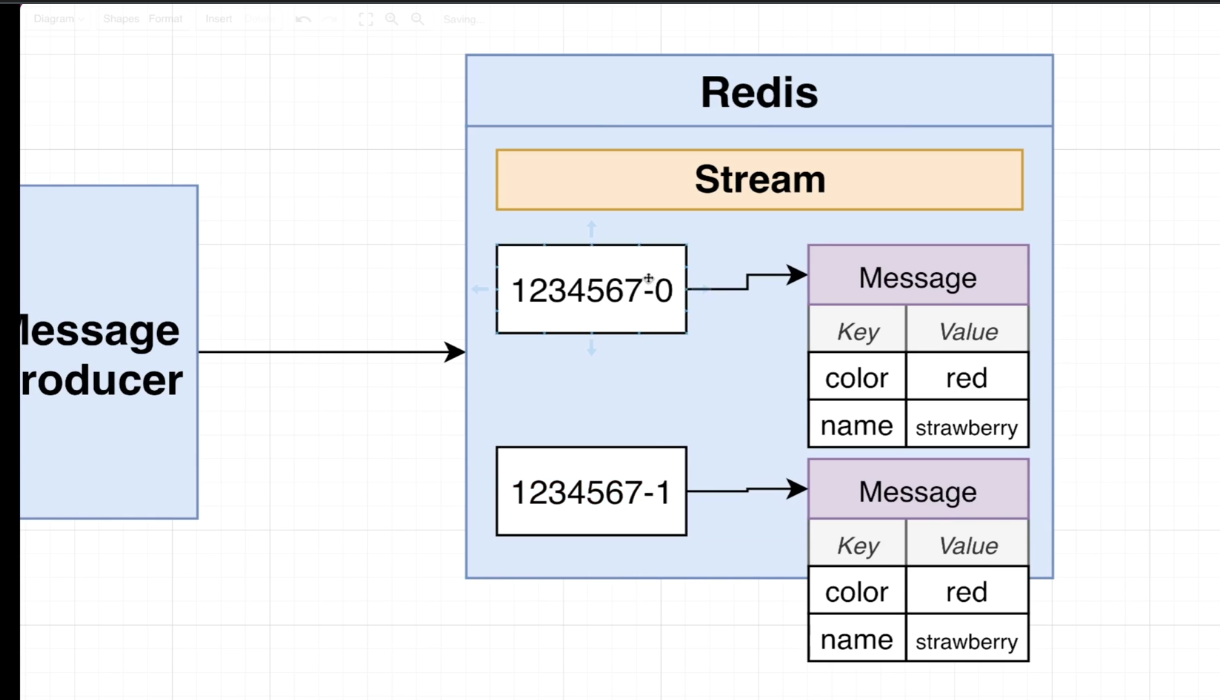 Diagram
Shapes
Format
Insert
Saving...
Redis
Stream
1234567-0
Message
Key
Value
color
red
name
strawberry
essage
roducer
1234567-1
Message
Key
Value
color
red
name
strawberry